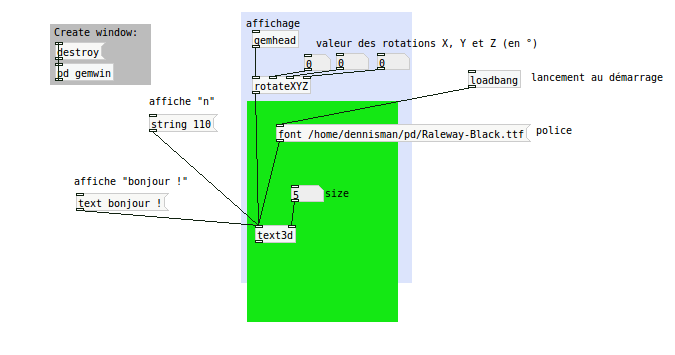 affichage
Create window:
gemhead
valeur des rotations X, Y et Z (en °)
destroy
0 0 0
pd gemwin
rotateXYZ
loadbang
lancement au démarrage
affiche "n"
string 110
font /home/dennisman/pd/Raleway-Black.ttf
police
affiche "bonjour !"
5
size
text bonjour !
text3d